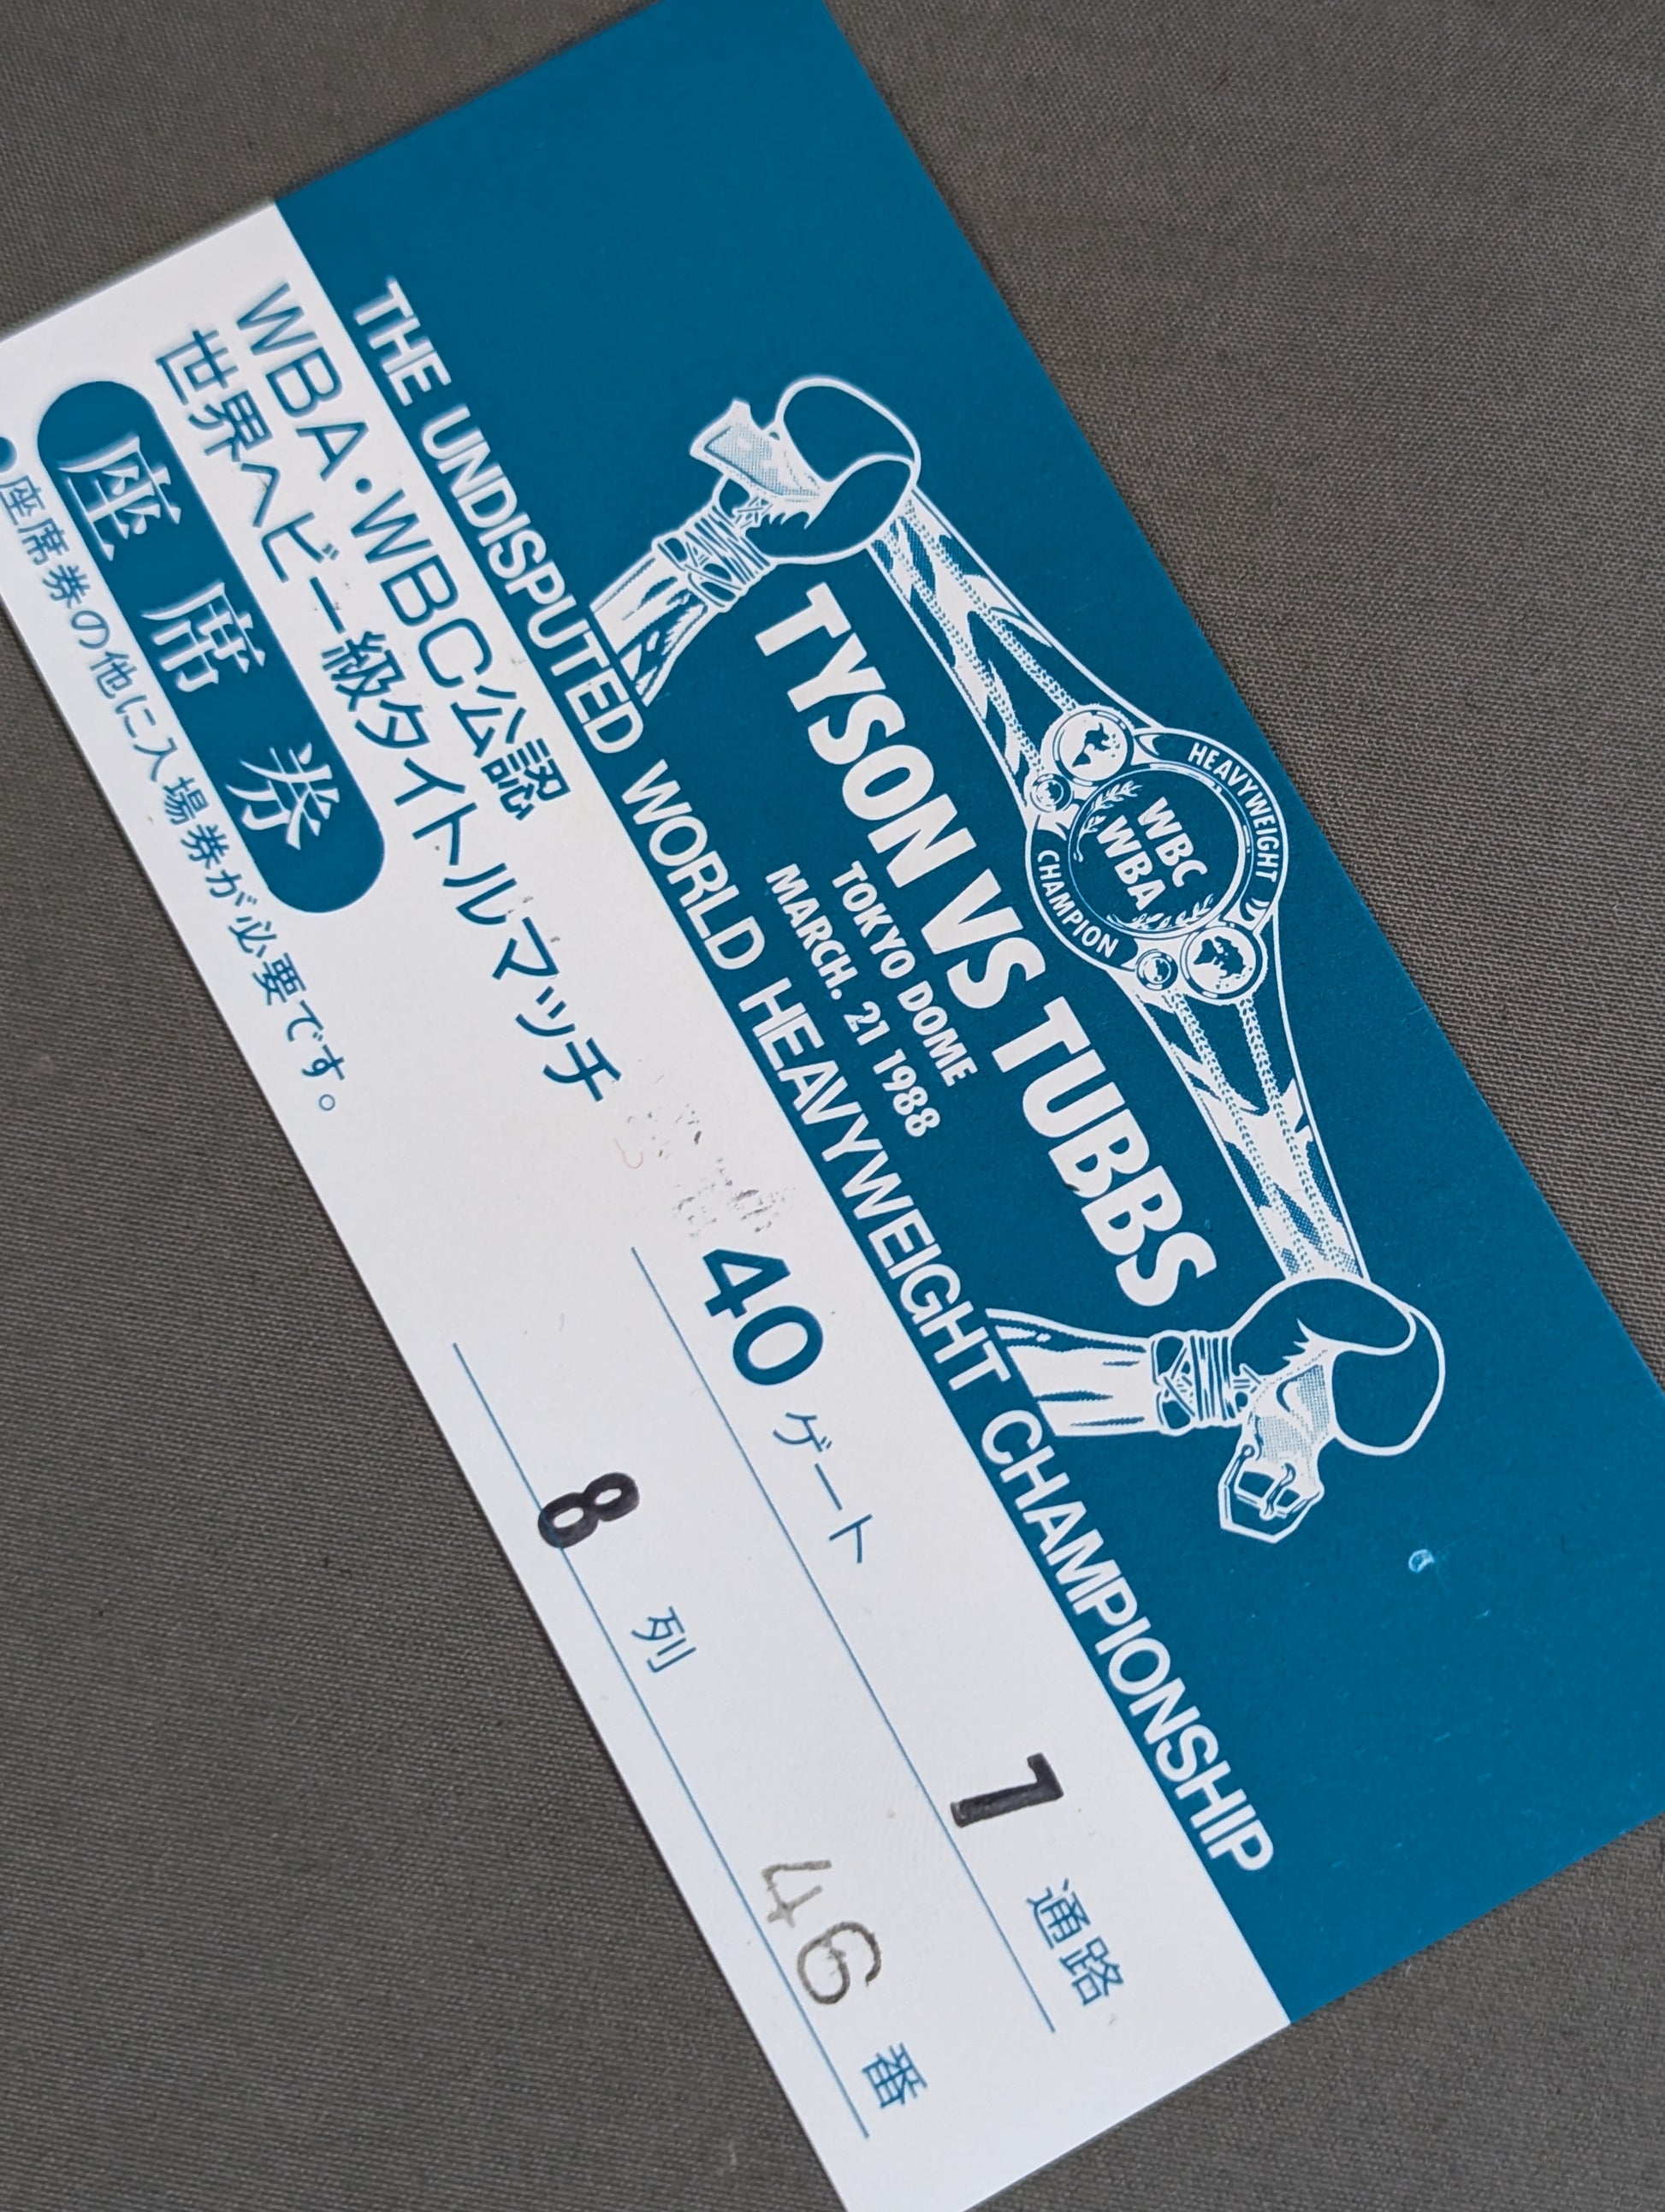 HEAVYWEIGHT
WBC
WBA
CHAMPION
TYSON VS TUBBS
TOKYO DOME
MARCH. 21 1988
THE UNDISPUTED WORLD HEAVYWEIGHT CHAMPIONSHIP
WBA・WBC公認
世界ヘビー級タイトルマッチ
座席券
●座席券の他に入場券が必要です。
40 ゲート 7 通路
8 列 46 番